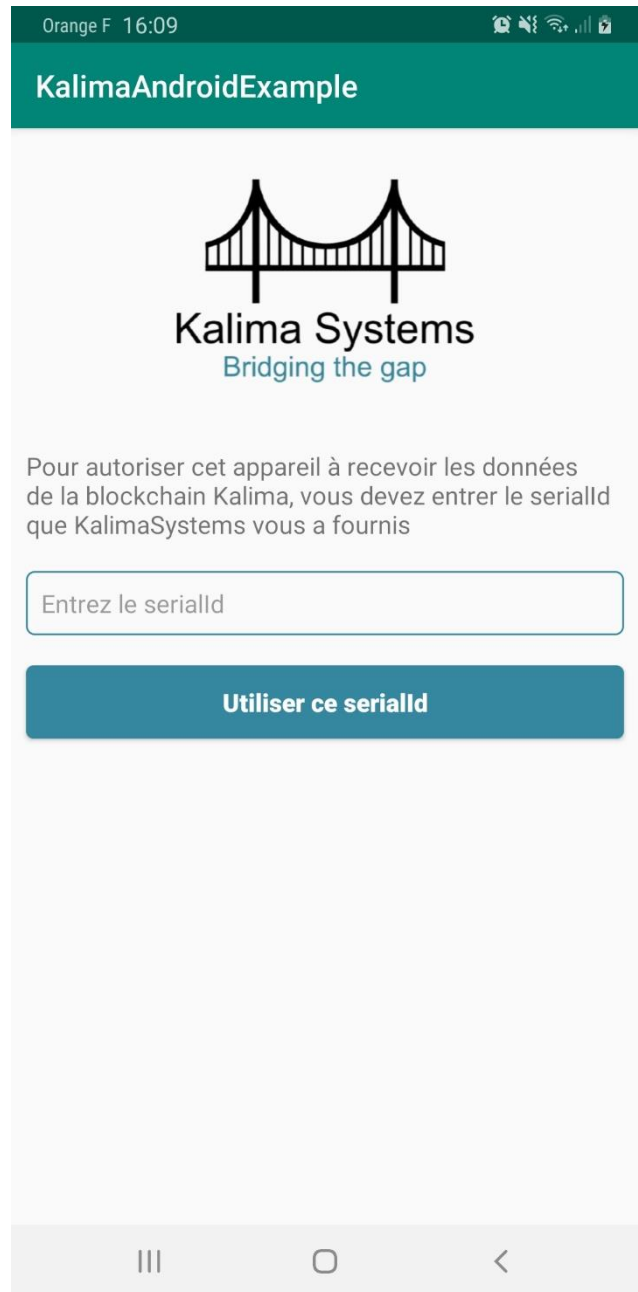 Orange F 16:09
KalimaAndroidExample
Kalima Systems
Bridging the gap
Pour autoriser cet appareil à recevoir les données
de la blockchain Kalima, vous devez entrer le serialId
que KalimaSystems vous a fournis
Entrez le serialId
Utiliser ce serialId